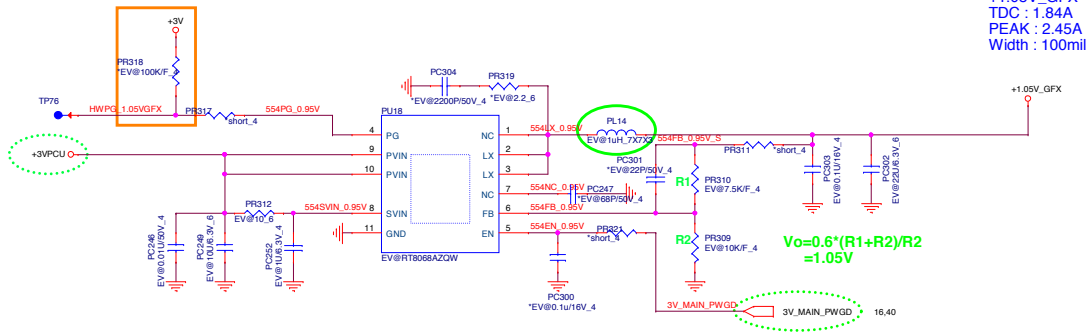 +1.05V_GFX
TDC : 1.84A
PEAK : 2.45A
Width : 100mil
+3V
PR318
*EV@100K/F_4
TP76
HWPG_1.05VGFX
PR317
short_4
554PG_0.95V
PC304
*EV@2200P/50V_4
PR319
*EV@2.2_6
PU18
4
PG
NC
1
554LX_0.95V
PL14
EV@1uH_7X7X3
554FB_0.95V_S
+1.05V_GFX
+3VPCU
9
PVIN
LX
2
10
PVIN
LX
3
PC301
*EV@22P/50V_4
PR311
*short_4
PC303
EV@0.1U/16V_4
PC302
EV@22U/6.3V_6
R1
PR310
EV@7.5K/F_4
NC
7
554NC_0.95V
PC247
*EV@68P/50V_4
PR312
EV@10_6
554SVIN_0.95V
8
SVIN
FB
6
554FB_0.95V
11
GND
EN
5
554EN_0.95V
PR321
*short_4
R2
PR309
EV@10K/F_4
Vo=0.6*(R1+R2)/R2
=1.05V
PC246
EV@0.01U/50V_4
PC249
EV@10U/6.3V_6
PC252
EV@1U/6.3V_4
EV@RT8068AZQW
PC300
*EV@0.1u/16V_4
3V_MAIN_PWGD
3V_MAIN_PWGD
16,40